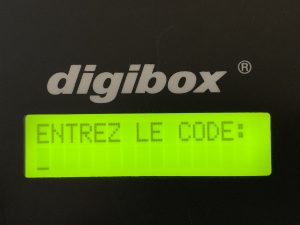 digibox ®
ENTREZ LE CODE:
_